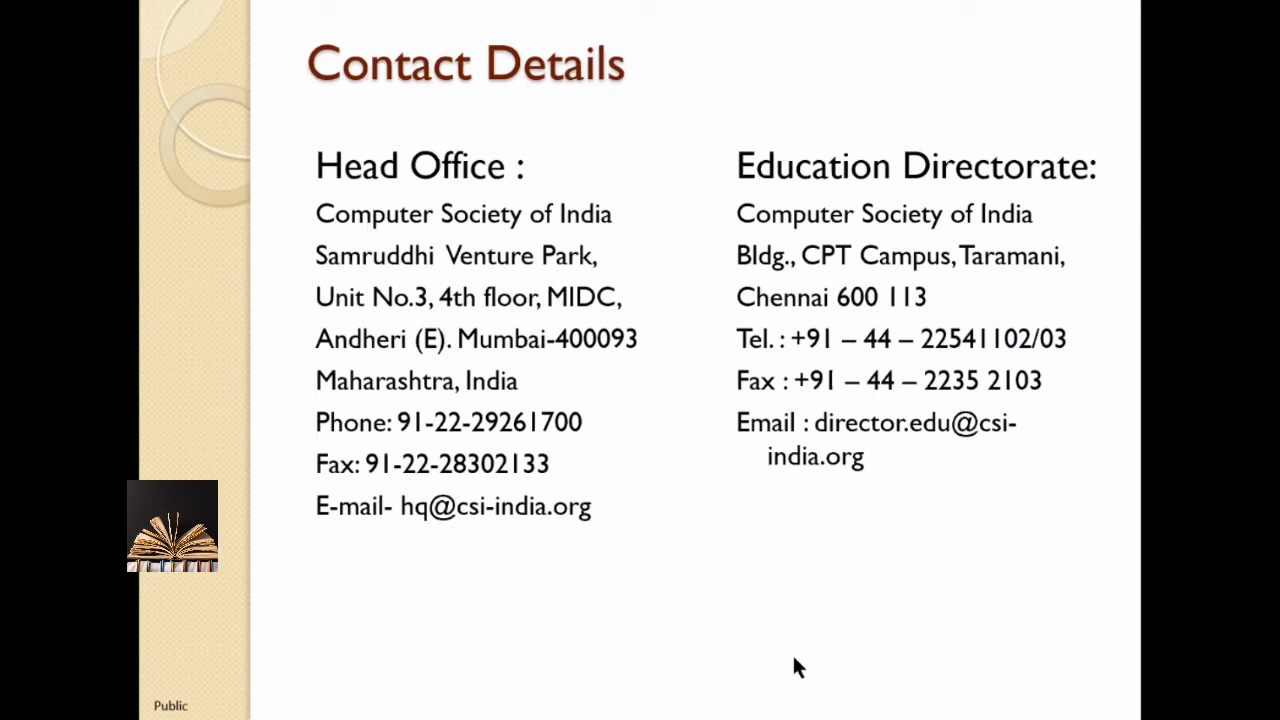 Contact Details
Head Office :
Computer Society of India
Samruddhi Venture Park,
Unit No.3, 4th floor, MIDC,
Andheri (E). Mumbai-400093
Maharashtra, India
Phone: 91-22-29261700
Fax: 91-22-28302133
E-mail- hq@csi-india.org
Education Directorate:
Computer Society of India
Bldg., CPT Campus, Taramani,
Chennai 600 113
Tel. : +91 – 44 – 22541102/03
Fax : +91 – 44 – 2235 2103
Email : director.edu@csi-
india.org
Public